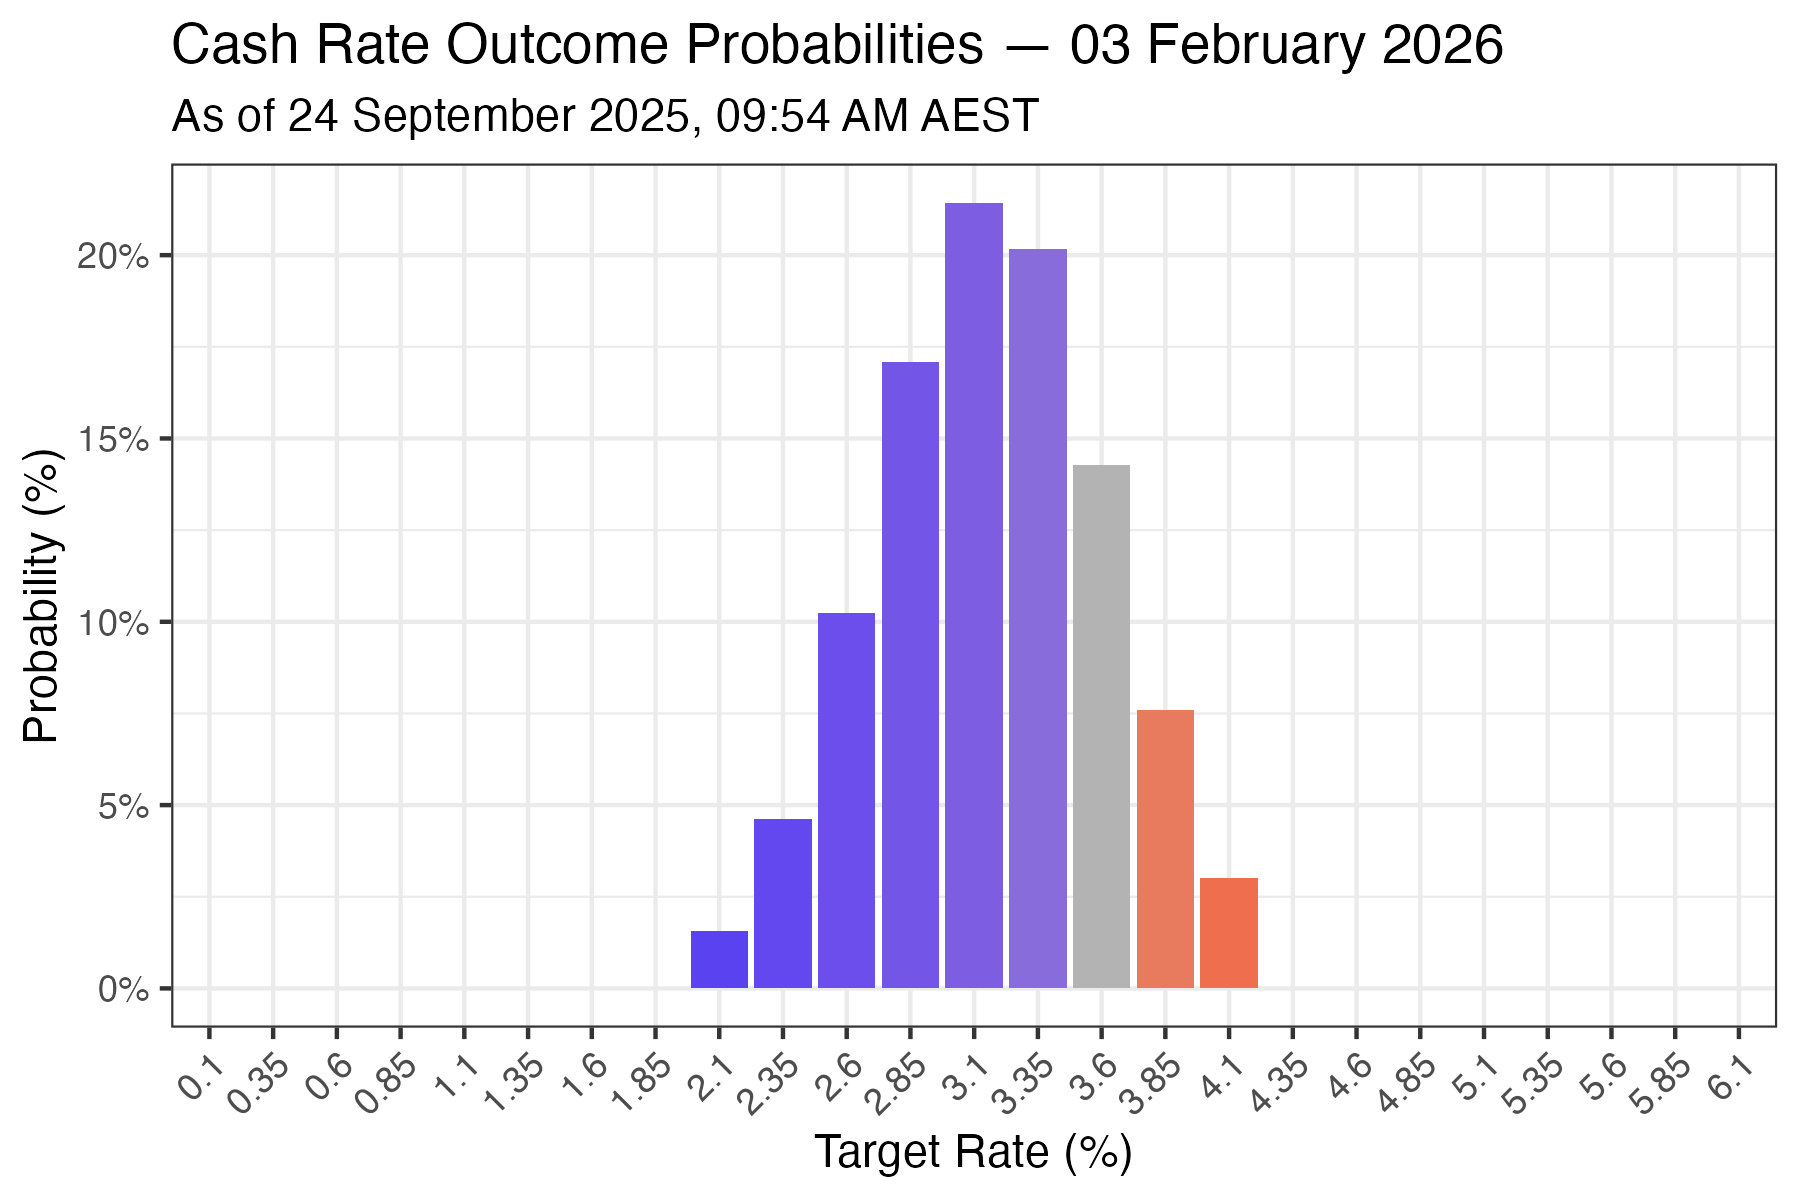 Cash Rate Outcome Probabilities — 03 February 2026
As of 24 September 2025, 09:54 AM AEST
Probability (%)
20%
15%
10%
5%
0%
0.1 0.35 0.6 0.85 1.1 1.35 1.6 1.85 2.1 2.35 2.6 2.85 3.1 3.35 3.6 3.85 4.1 4.35 4.6 4.85 5.1 5.35 5.6 5.85 6.1
Target Rate (%)